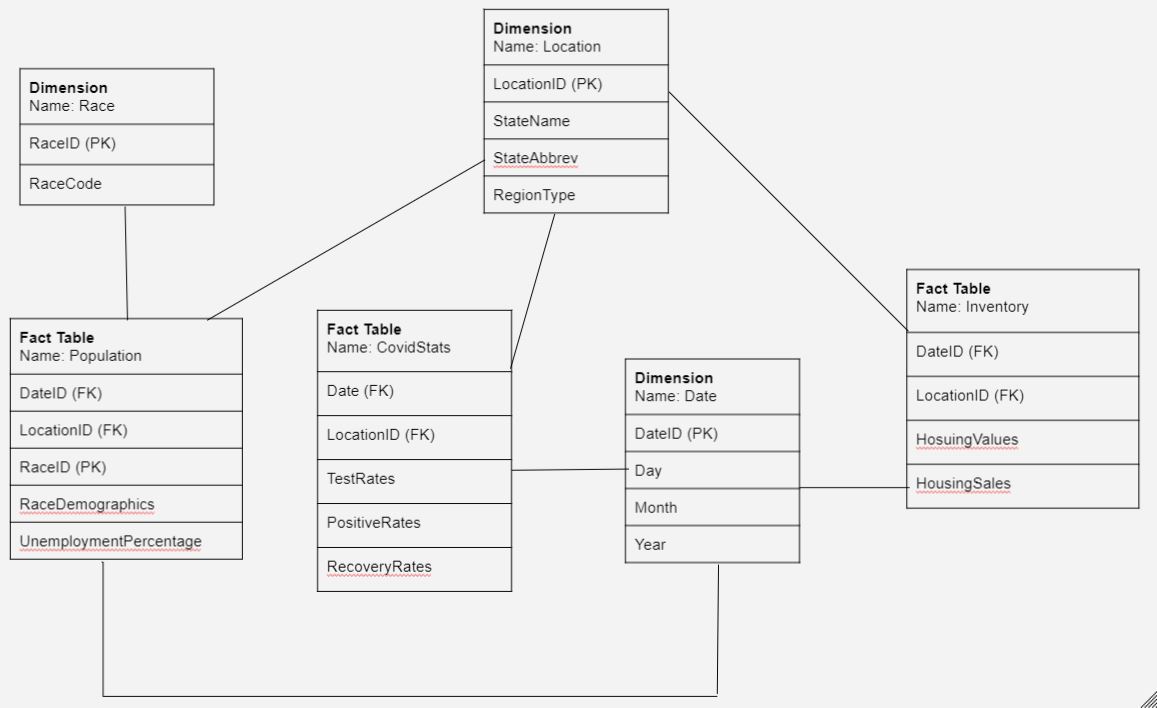 Dimension
Name: Location
LocationID (PK)
StateName
StateAbbrev
RegionType
Dimension
Name: Race
RaceID (PK)
RaceCode
Fact Table
Name: Population
DateID (FK)
LocationID (FK)
RaceID (PK)
RaceDemographics
UnemploymentPercentage
Fact Table
Name: CovidStats
Date (FK)
LocationID (FK)
TestRates
PositiveRates
RecoveryRates
Dimension
Name: Date
DateID (PK)
Day
Month
Year
Fact Table
Name: Inventory
DateID (FK)
LocationID (FK)
HosuingValues
HousingSales